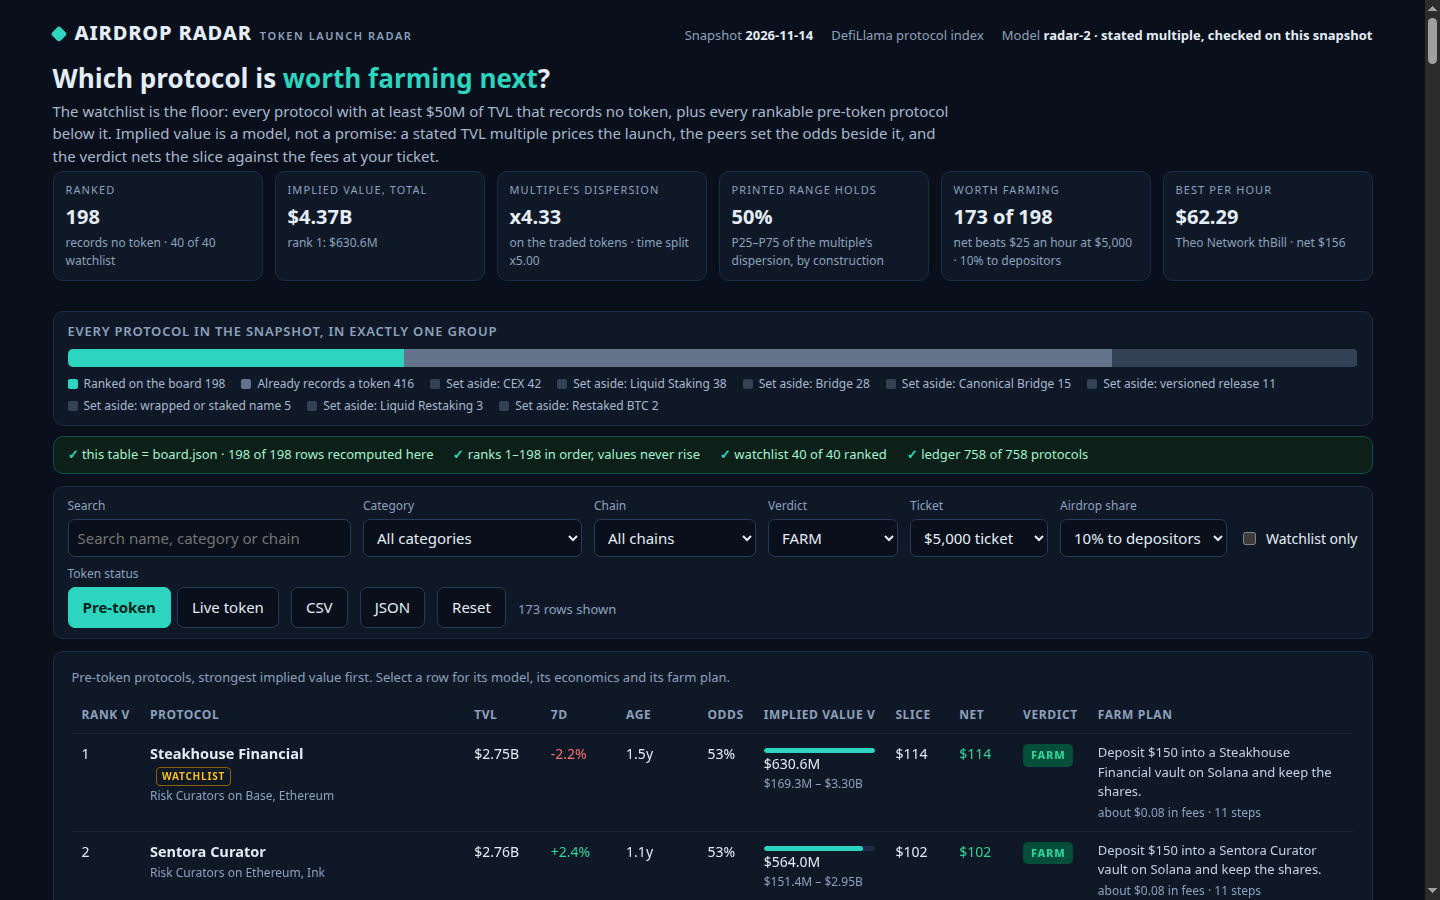 AIRDROP RADAR TOKEN LAUNCH RADAR
Snapshot 2026-11-14 DefiLlama protocol index Model radar-2 · stated multiple, checked on this snapshot
Which protocol is worth farming next?
The watchlist is the floor: every protocol with at least $50M of TVL that records no token, plus every rankable pre-token protocol
below it. Implied value is a model, not a promise: a stated TVL multiple prices the launch, the peers set the odds beside it, and
the verdict nets the slice against the fees at your ticket.
RANKED
198
records no token · 40 of 40
watchlist
IMPLIED VALUE, TOTAL
$4.37B
rank 1: $630.6M
MULTIPLE'S DISPERSION
x4.33
on the traded tokens · time split
x5.00
PRINTED RANGE HOLDS
50%
P25–P75 of the multiple's
dispersion, by construction
WORTH FARMING
173 of 198
net beats $25 an hour at $5,000
· 10% to depositors
BEST PER HOUR
$62.29
Theo Network thBill · net $156
EVERY PROTOCOL IN THE SNAPSHOT, IN EXACTLY ONE GROUP
Ranked on the board 198 Already records a token 416 Set aside: CEX 42 Set aside: Liquid Staking 38 Set aside: Bridge 28 Set aside: Canonical Bridge 15 Set aside: versioned release 11
Set aside: wrapped or staked name 5 Set aside: Liquid Restaking 3 Set aside: Restaked BTC 2
✓ this table = board.json · 198 of 198 rows recomputed here ✓ ranks 1–198 in order, values never rise ✓ watchlist 40 of 40 ranked ✓ ledger 758 of 758 protocols
Search Category Chain Verdict Ticket Airdrop share
Search name, category or chain All categories All chains FARM $5,000 ticket 10% to depositors Watchlist only
Token status
Pre-token Live token CSV JSON Reset 173 rows shown
Pre-token protocols, strongest implied value first. Select a row for its model, its economics and its farm plan.
RANK V PROTOCOL TVL 7D AGE ODDS IMPLIED VALUE V SLICE NET VERDICT FARM PLAN
1 Steakhouse Financial $2.75B -2.2% 1.5y 53% $630.6M $114 $114 FARM Deposit $150 into a Steakhouse
WATCHLIST $169.3M – $3.30B Financial vault on Solana and keep the
Risk Curators on Base, Ethereum shares.
about $0.08 in fees · 11 steps
2 Sentora Curator $2.76B +2.4% 1.1y 53% $564.0M $102 $102 FARM Deposit $150 into a Sentora Curator
Risk Curators on Ethereum, Ink $151.4M – $2.95B vault on Solana and keep the shares.
about $0.08 in fees · 11 steps